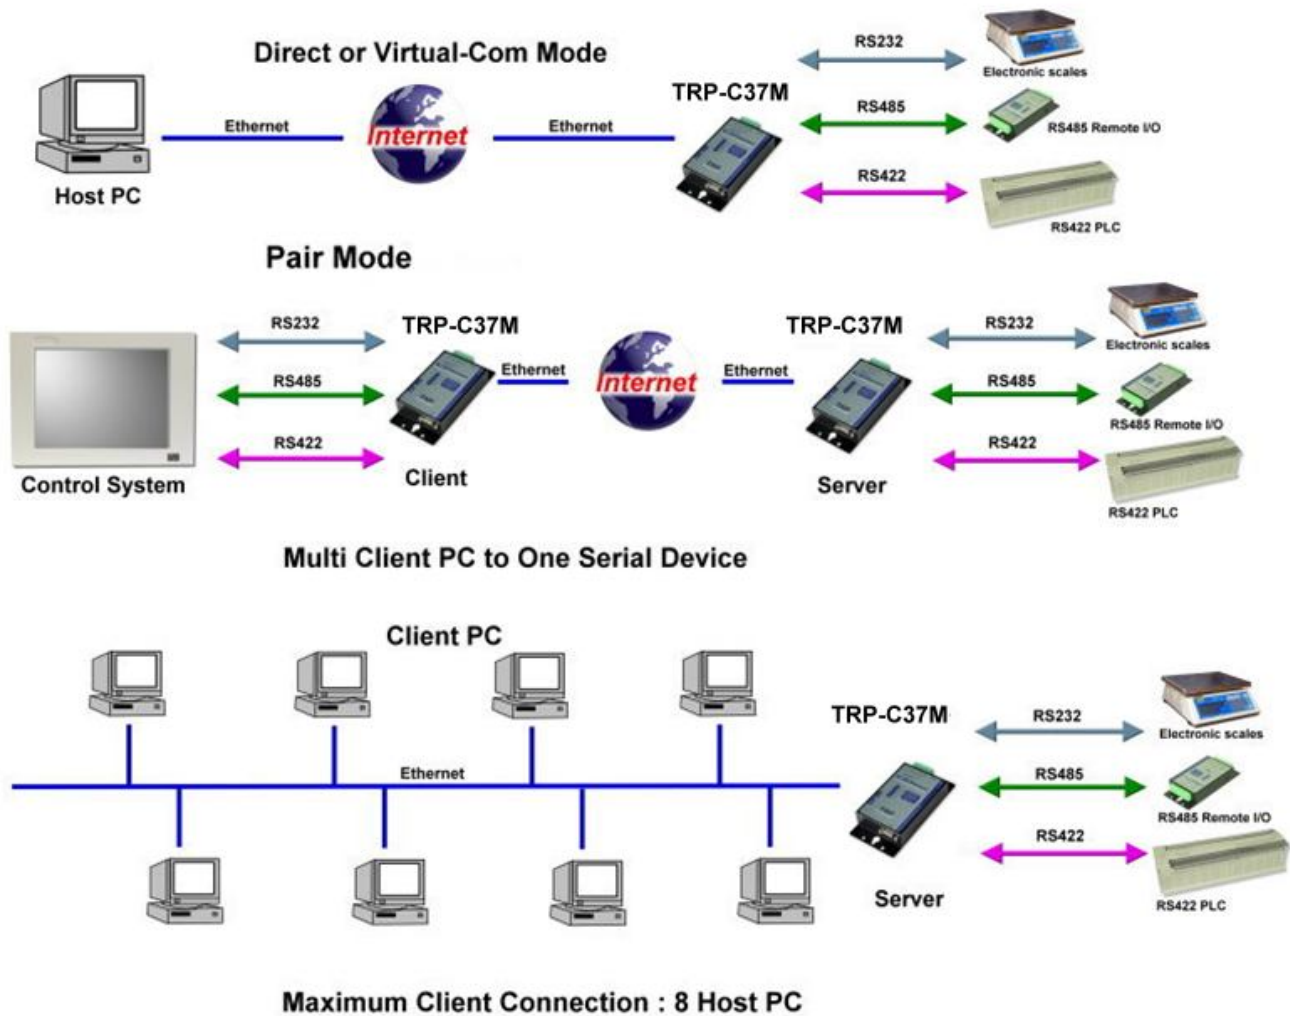 Direct or Virtual-Com Mode
Host PC
Ethernet
Internet
Ethernet
TRP-C37M
RS232
Electronic scales
RS485
RS485 Remote I/O
RS422
RS422 PLC
Pair Mode
Control System
RS232
RS485
RS422
TRP-C37M
Client
Ethernet
Internet
Ethernet
TRP-C37M
Server
RS232
Electronic scales
RS485
RS485 Remote I/O
RS422
RS422 PLC
Multi Client PC to One Serial Device
Client PC
Ethernet
TRP-C37M
Server
RS232
Electronic scales
RS485
RS485 Remote I/O
RS422
RS422 PLC
Maximum Client Connection : 8 Host PC